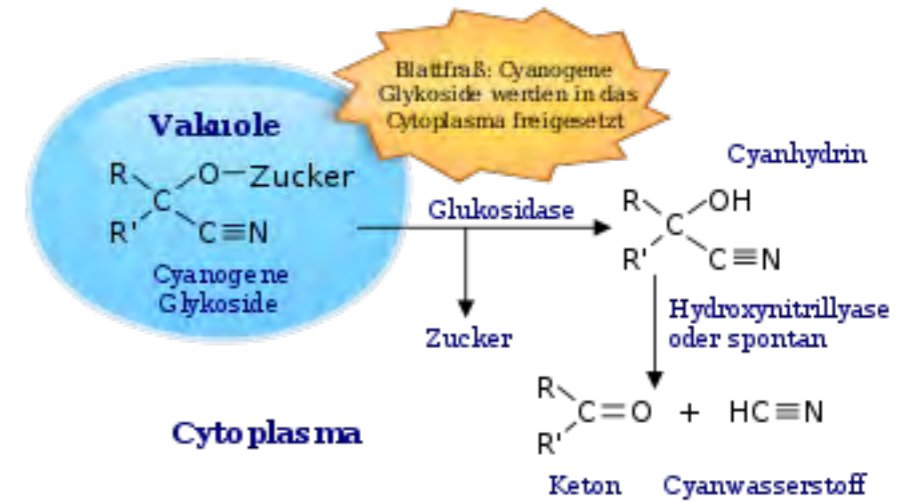 Blattfraß: Cyanogene
Glykoside werden in das
Cytoplasma freigesetzt
Vakuole
R
O—Zucker
C
R'
C≡N
Cyanogene
Glykoside
Glukosidase
Zucker
Cyanhydrin
R
OH
C
R'
C≡N
Hydroxynitrillyase
oder spontan
R
C=O + HC≡N
R'
Keton
Cyanwasserstoff
Cytoplasma